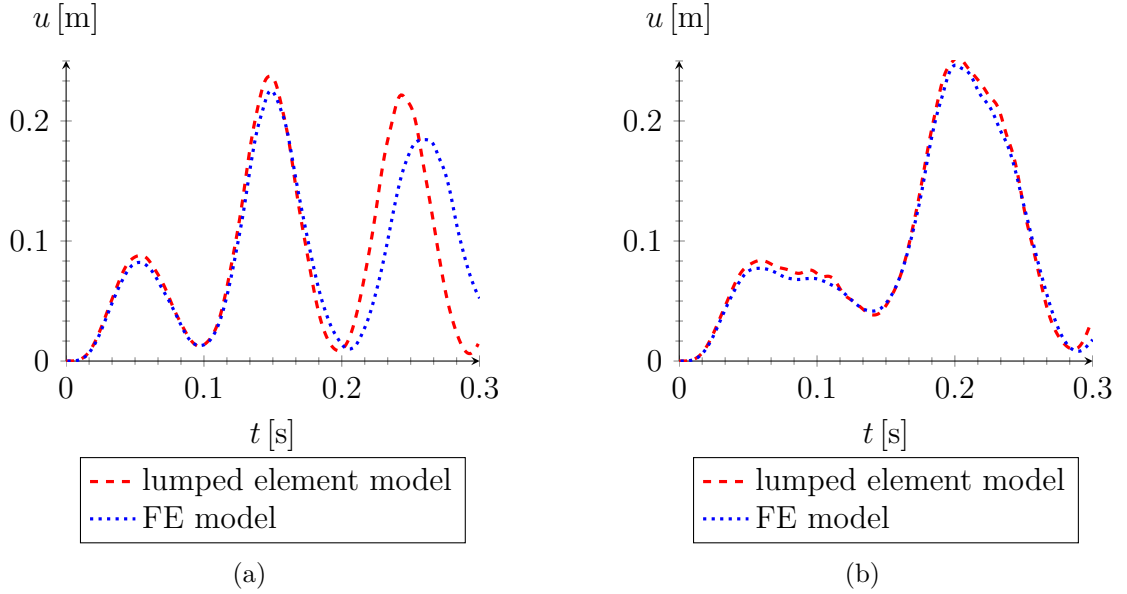 u [m]
0.2
0.1
0
0
0.1
0.2
0.3
t [s]
lumped element model
FE model
(a)
u [m]
0.2
0.1
0
0
0.1
0.2
0.3
t [s]
lumped element model
FE model
(b)